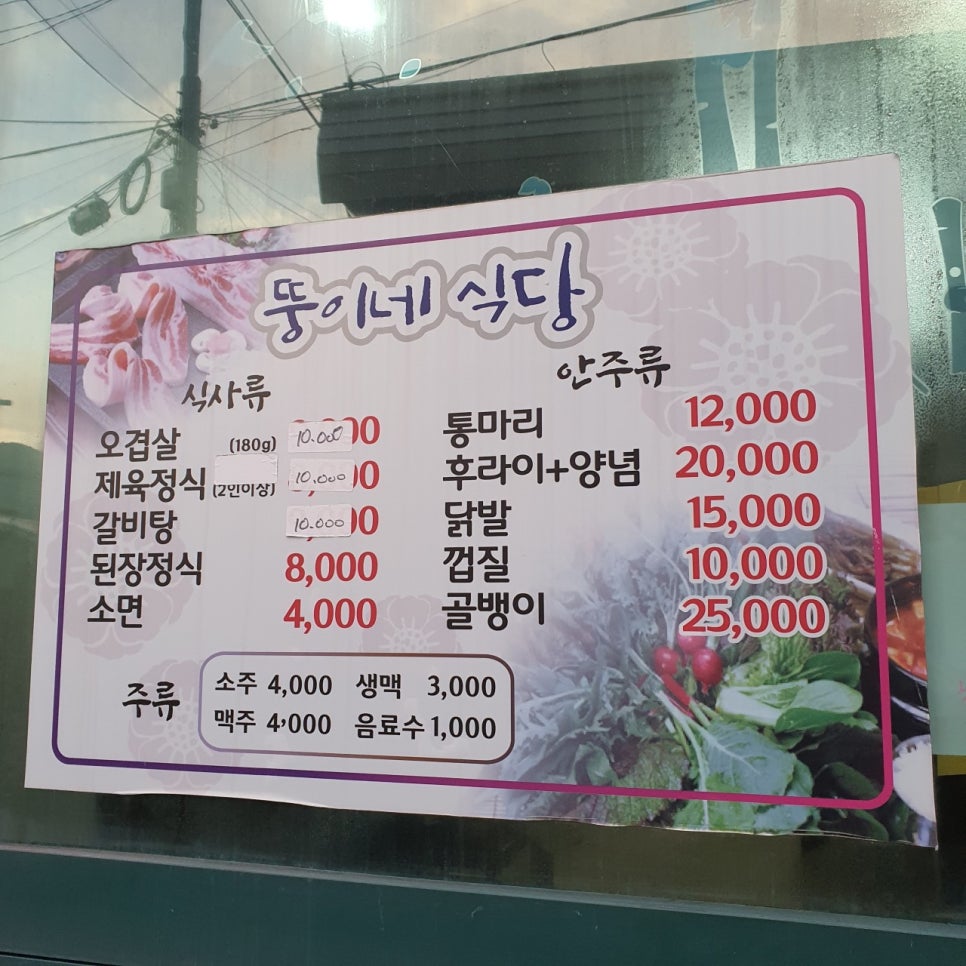 뚱이네 식당
식사류
오겹살 (180g) 10.000
제육정식 (2인이상) 10,000
갈비탕 10.000
된장정식 8,000
소면 4,000
안주류
통마리 12,000
후라이+양념 20,000
닭발 15,000
껍질 10,000
골뱅이 25,000
주류
소주 4,000 생맥 3,000
맥주 4,000 음료수 1,000